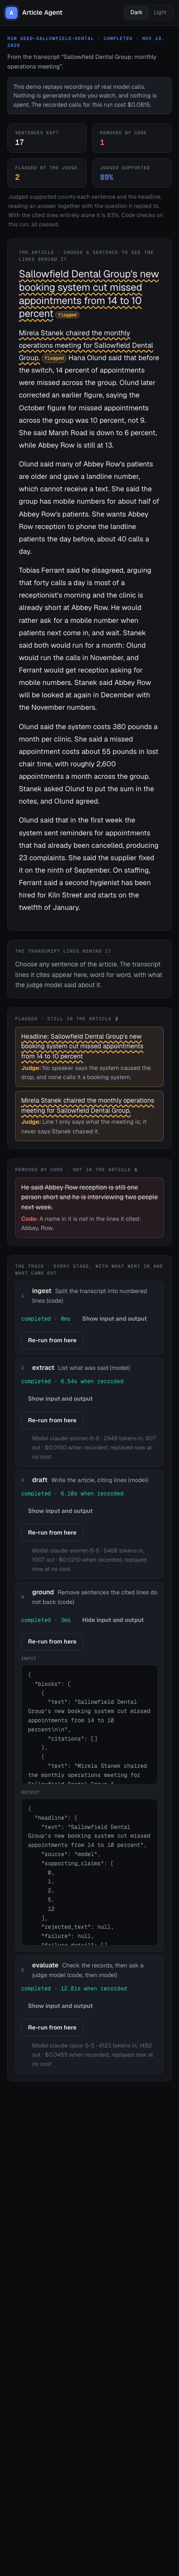 A Article Agent Dark Light
RUN SEED-SALLOWFIELD-DENTAL · COMPLETED · NOV 10,
2026
From the transcript "Sallowfield Dental Group: monthly
operations meeting".
This demo replays recordings of real model calls.
Nothing is generated while you watch and nothing is
spent. The recorded calls for this run cost $0.0815.
SENTENCES KEPT
17
REMOVED BY CODE
1
FLAGGED BY THE JUDGE
2
JUDGED SUPPORTED
89%
Judged supported counts each sentence and the headline,
reading an answer together with the question it replied to.
With the cited lines entirely alone it is 83%. Code checks on
this run: all passed.
THE ARTICLE · CHOOSE A SENTENCE TO SEE THE
LINES BEHIND IT
Sallowfield Dental Group's new
booking system cut missed
appointments from 14 to 10
percent flagged
Mirela Stanek chaired the monthly
operations meeting for Sallowfield Dental
Group. flagged Hana Olund said that before
the switch, 14 percent of appointments
were missed across the group. Olund later
corrected an earlier figure, saying the
October figure for missed appointments
across the group was 10 percent, not 9.
She said Marsh Road is down to 6 percent,
while Abbey Row is still at 13.
Olund said many of Abbey Row's patients
are older and gave a landline number,
which cannot receive a text. She said the
group has mobile numbers for about half of
Abbey Row's patients. She wants Abbey
Row reception to phone the landline
patients the day before, about 40 calls a
day.
Tobias Ferrant said he disagreed, arguing
that forty calls a day is most of a
receptionist's morning and the clinic is
already short at Abbey Row. He would
rather ask for a mobile number when
patients next come in, and wait. Stanek
said both would run for a month: Olund
would run the calls in November, and
Ferrant would get reception asking for
mobile numbers. Stanek said Abbey Row
will be looked at again in December with
the November numbers.
Olund said the system costs 380 pounds a
month per clinic. She said a missed
appointment costs about 55 pounds in lost
chair time, with roughly 2,600
appointments a month across the group.
Stanek asked Olund to put the sum in the
notes, and Olund agreed.
Olund said that in the first week the
system sent reminders for appointments
that had already been cancelled, producing
23 complaints. She said the supplier fixed
it on the ninth of September. On staffing,
Ferrant said a second hygienist has been
hired for Kiln Street and starts on the
twelfth of January.
THE TRANSCRIPT LINES BEHIND IT
Choose any sentence of the article. The transcript
lines it cites appear here, word for word, with what
the judge model said about it.
FLAGGED · STILL IN THE ARTICLE 2
Headline: Sallowfield Dental Group's new
booking system cut missed appointments
from 14 to 10 percent
Judge: No speaker says the system caused the
drop, and none calls it a booking system.
Mirela Stanek chaired the monthly operations
meeting for Sallowfield Dental Group.
Judge: Line 1 only says what the meeting is; it
never says Stanek chaired it.
REMOVED BY CODE · NOT IN THE ARTICLE 1
He said Abbey Row reception is still one
person short and he is interviewing two people
next week.
Code: A name in it is not in the lines it cited:
Abbey, Row.
THE TRACE · EVERY STAGE, WITH WHAT WENT IN AND
WHAT CAME OUT
1 ingest Split the transcript into numbered
lines (code)
completed · 0ms Show input and output
Re-run from here
2 extract List what was said (model)
completed · 6.54s when recorded
Show input and output
Re-run from here
Model claude-sonnet-5-5 · 2949 tokens in, 907
out · $0.0150 when recorded; replayed now at
no cost
3 draft Write the article, citing lines (model)
completed · 6.10s when recorded
Show input and output
Re-run from here
Model claude-sonnet-5-5 · 5468 tokens in,
1007 out · $0.0210 when recorded; replayed
now at no cost
4 ground Remove sentences the cited lines do
not back (code)
completed · 3ms Hide input and output
Re-run from here
INPUT
{
"blocks": [
{
"text": "Sallowfield Dental
Group's new booking system cut missed
appointments from 14 to 10
percent\n\n",
"citations": []
},
{
"text": "Mirela Stanek chaired
the monthly operations meeting for
OUTPUT
{
"headline": {
"text": "Sallowfield Dental
Group's new booking system cut missed
appointments from 14 to 10 percent",
"source": "model",
"supporting_claims": [
0,
1,
2,
5,
12
],
"rejected_text": null,
"failure": null,
5 evaluate Check the records, then ask a
judge model (code, then model)
completed · 12.81s when recorded
Show input and output
Re-run from here
Model claude-opus-5-5 · 4123 tokens in, 1452
out · $0.0455 when recorded; replayed now at
no cost